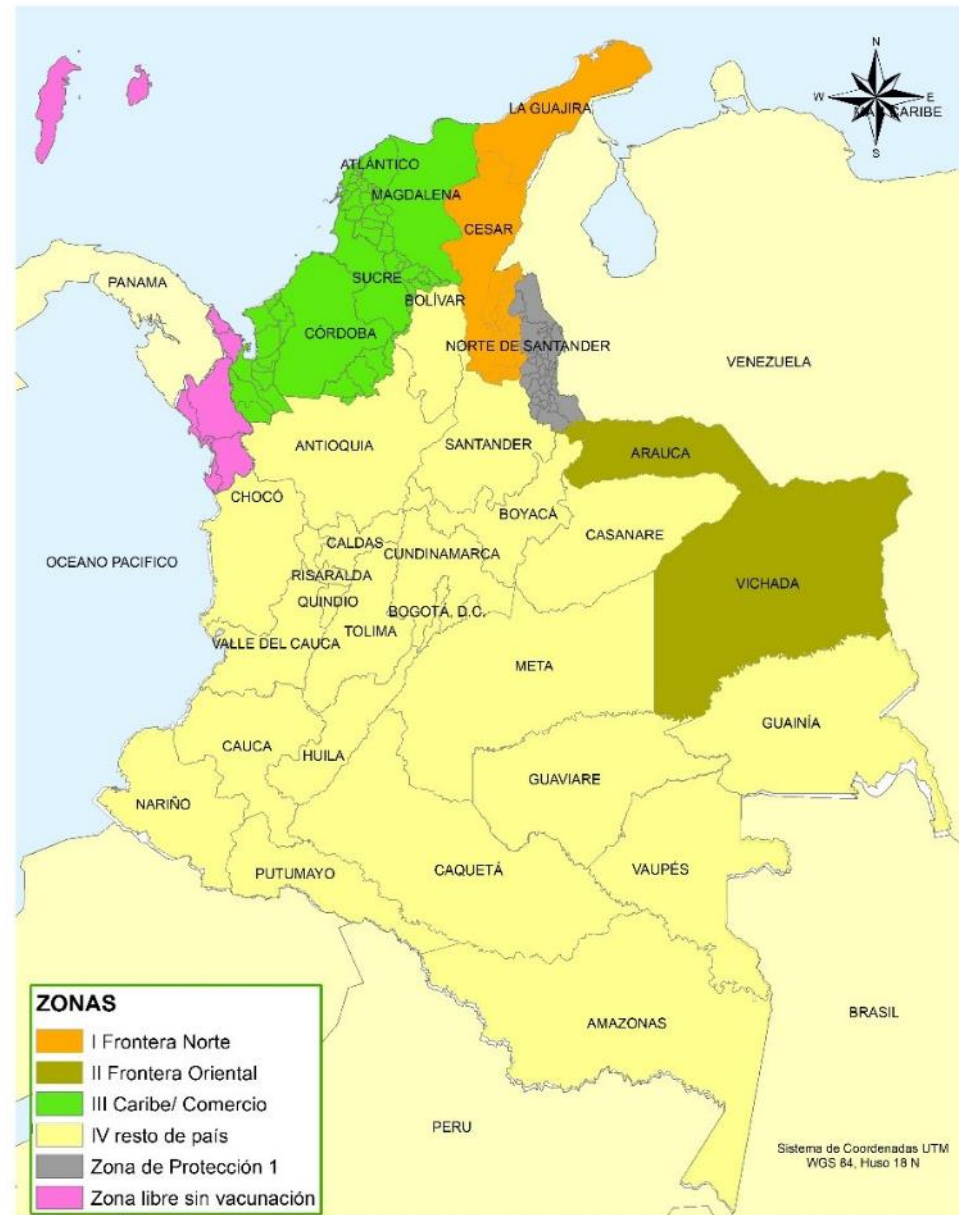 N
W
E
S
MAR CARIBE
LA GUAJIRA
ATLÁNTICO
MAGDALENA
CESAR
PANAMA
SUCRE
BOLÍVAR
CÓRDOBA
NORTE DE SANTANDER
VENEZUELA
ANTIOQUIA
SANTANDER
ARAUCA
CHOCÓ
BOYACÁ
CASANARE
OCEANO PACIFICO
CALDAS
CUNDINAMARCA
RISARALDA
VICHADA
QUINDIO
BOGOTÁ, D.C.
TOLIMA
VALLE DEL CAUCA
META
GUAINÍA
CAUCA
HUILA
GUAVIARE
NARIÑO
PUTUMAYO
CAQUETÁ
VAUPÉS
AMAZONAS
BRASIL
PERU
ZONAS
I Frontera Norte
II Frontera Oriental
III Caribe/ Comercio
IV resto de país
Zona de Protección 1
Zona libre sin vacunación
Sistema de Coordenadas UTM
WGS 84, Huso 18 N